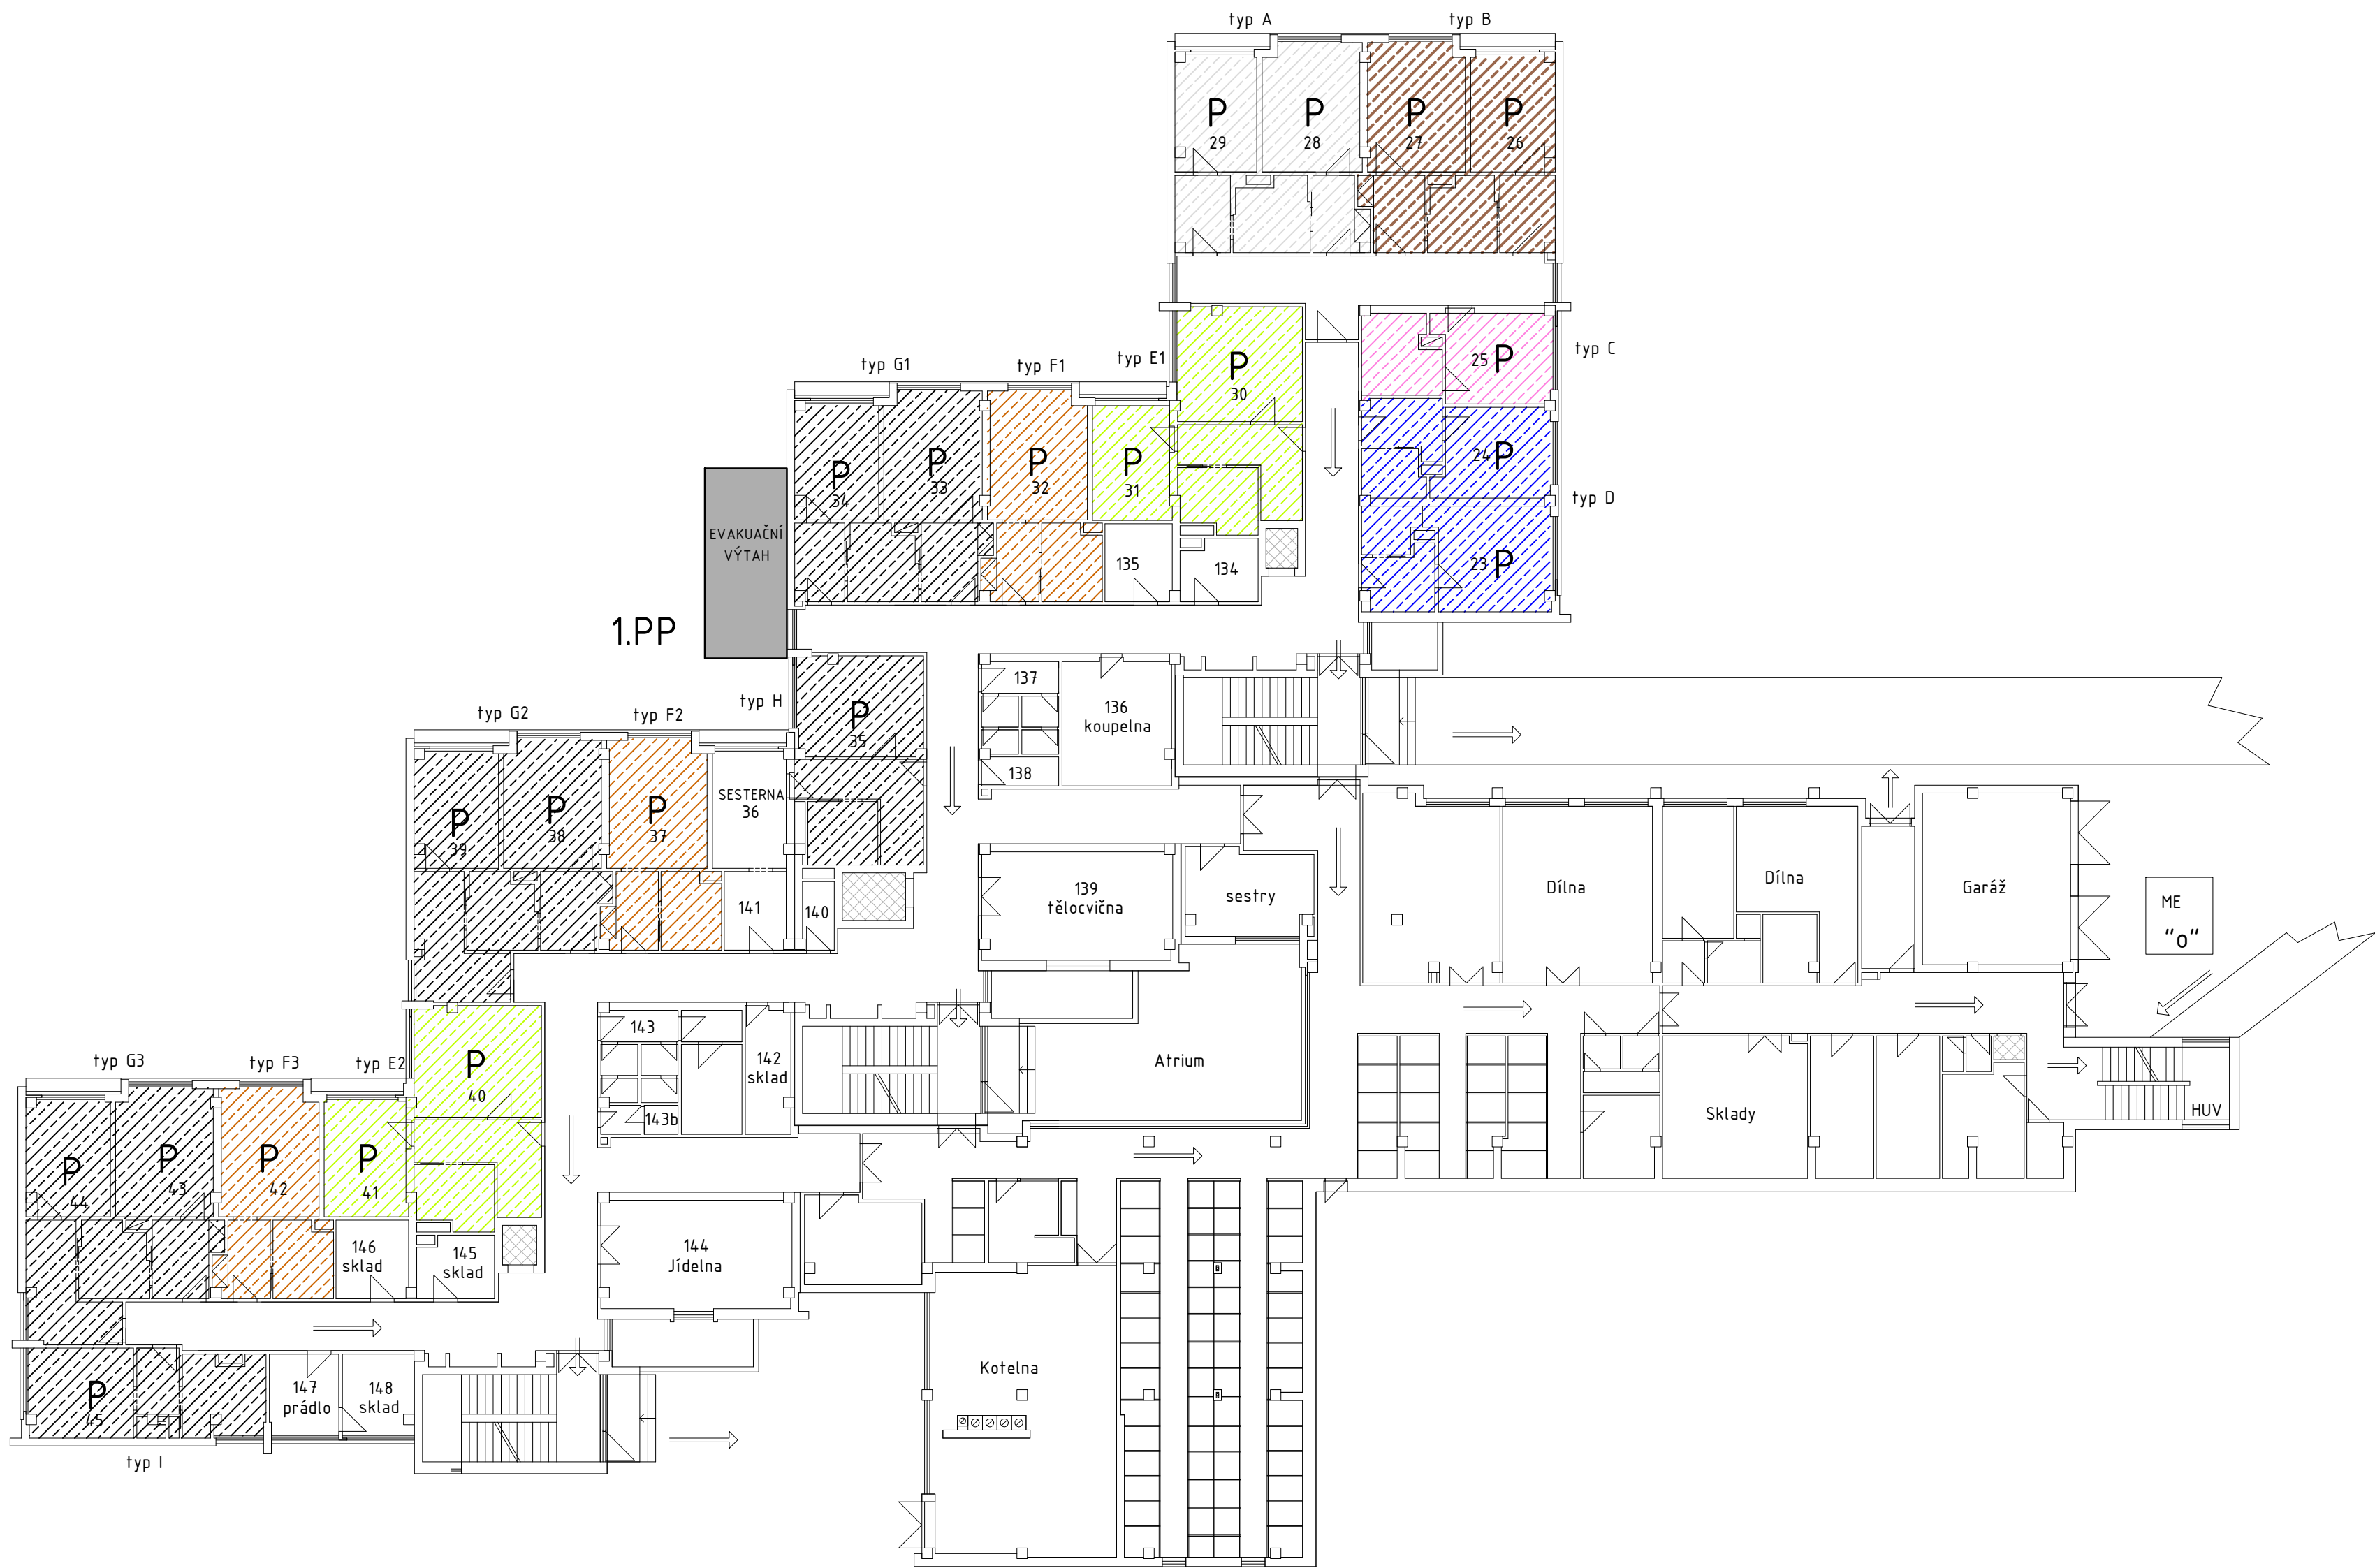 typ A
typ B
P
29
P
28
P
27
P
26
typ C
25 P
24 P
typ D
23 P
typ G1
typ F1
typ E1
P
30
P
34
P
33
P
32
P
31
135
134
EVAKUAČNÍ
VÝTAH
1.PP
typ H
P
35
137
136
koupelna
138
typ G2
typ F2
P
39
P
38
P
37
SESTERNA
36
141
140
139
tělocvična
sestry
Dílna
Dílna
Garáž
ME
"o"
typ G3
typ F3
typ E2
P
40
143
142
sklad
143b
Atrium
Sklady
HUV
P
44
P
43
P
42
P
41
146
sklad
145
sklad
144
Jídelna
P
45
147
prádlo
148
sklad
Kotelna
typ I